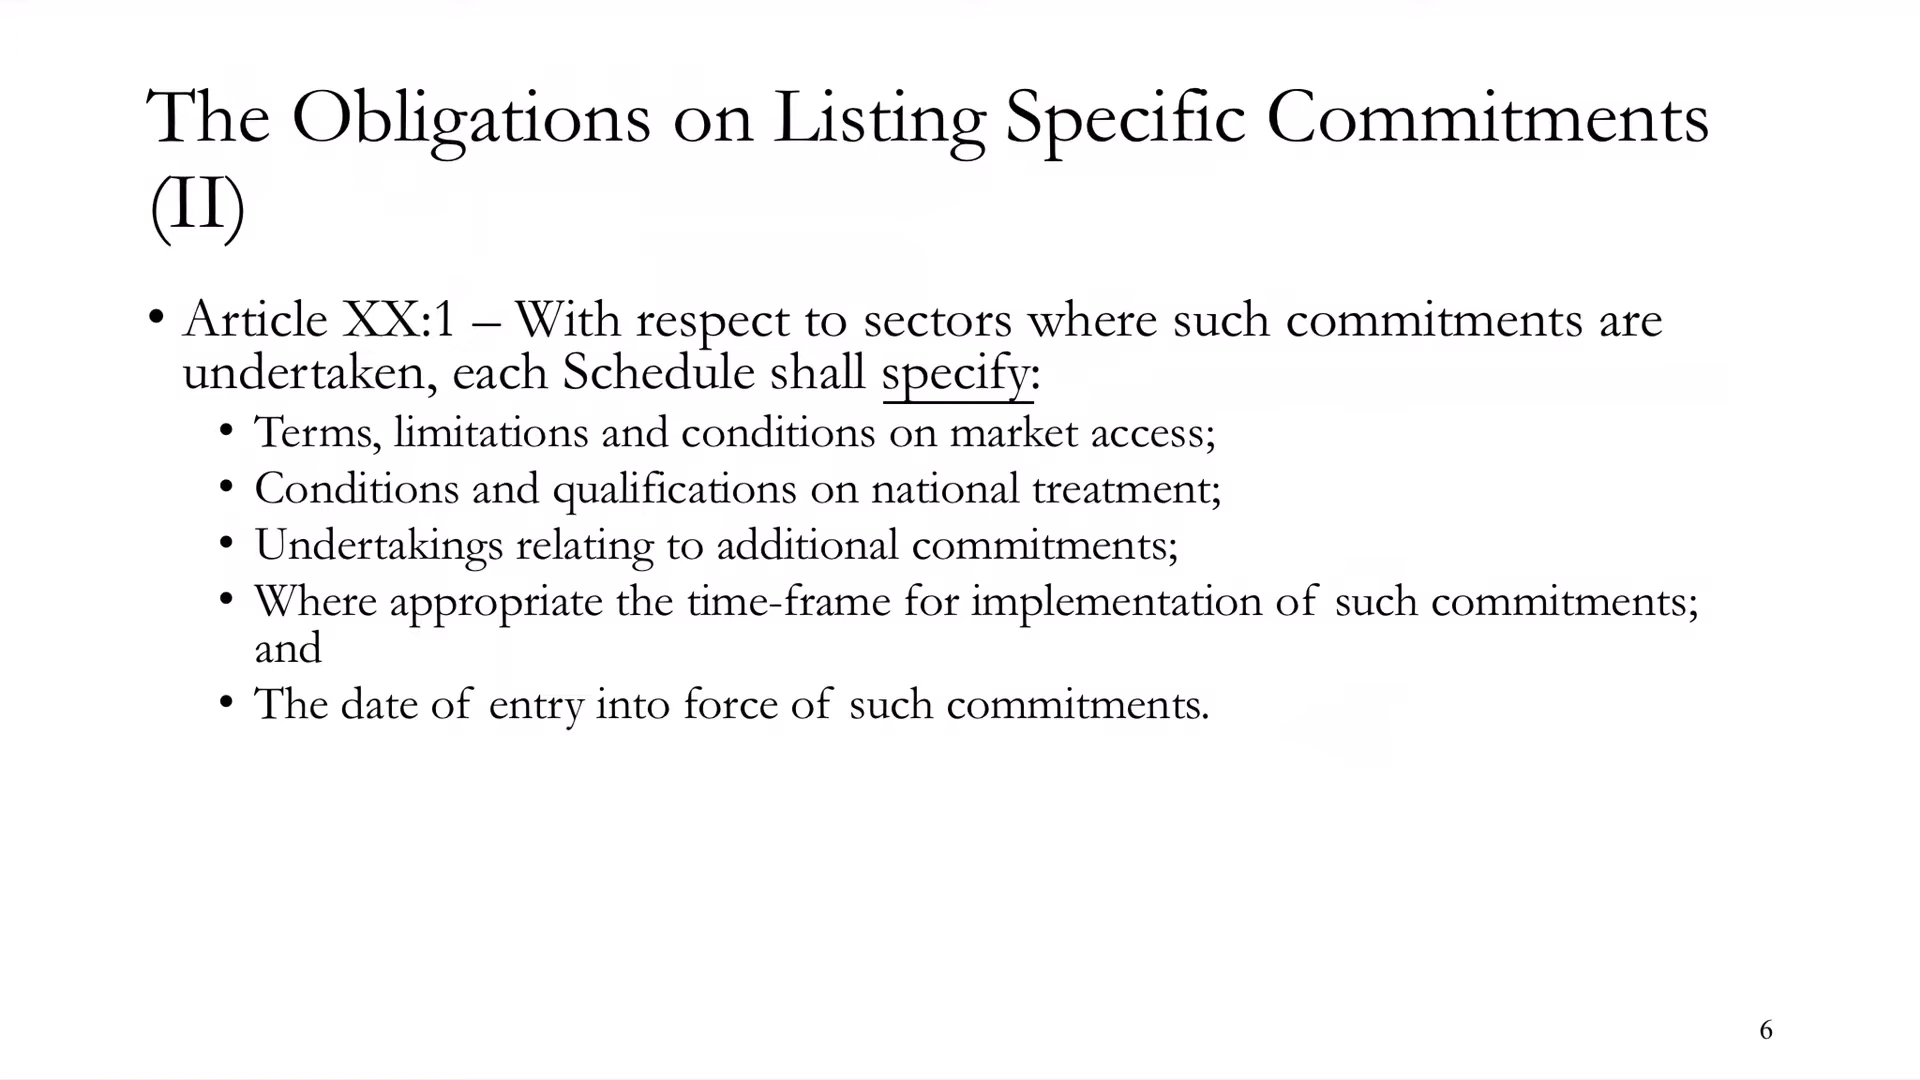 The Obligations on Listing Specific Commitments
(II)
• Article XX:1 – With respect to sectors where such commitments are
undertaken, each Schedule shall specify:
• Terms, limitations and conditions on market access;
• Conditions and qualifications on national treatment;
• Undertakings relating to additional commitments;
• Where appropriate the time-frame for implementation of such commitments;
and
• The date of entry into force of such commitments.
6